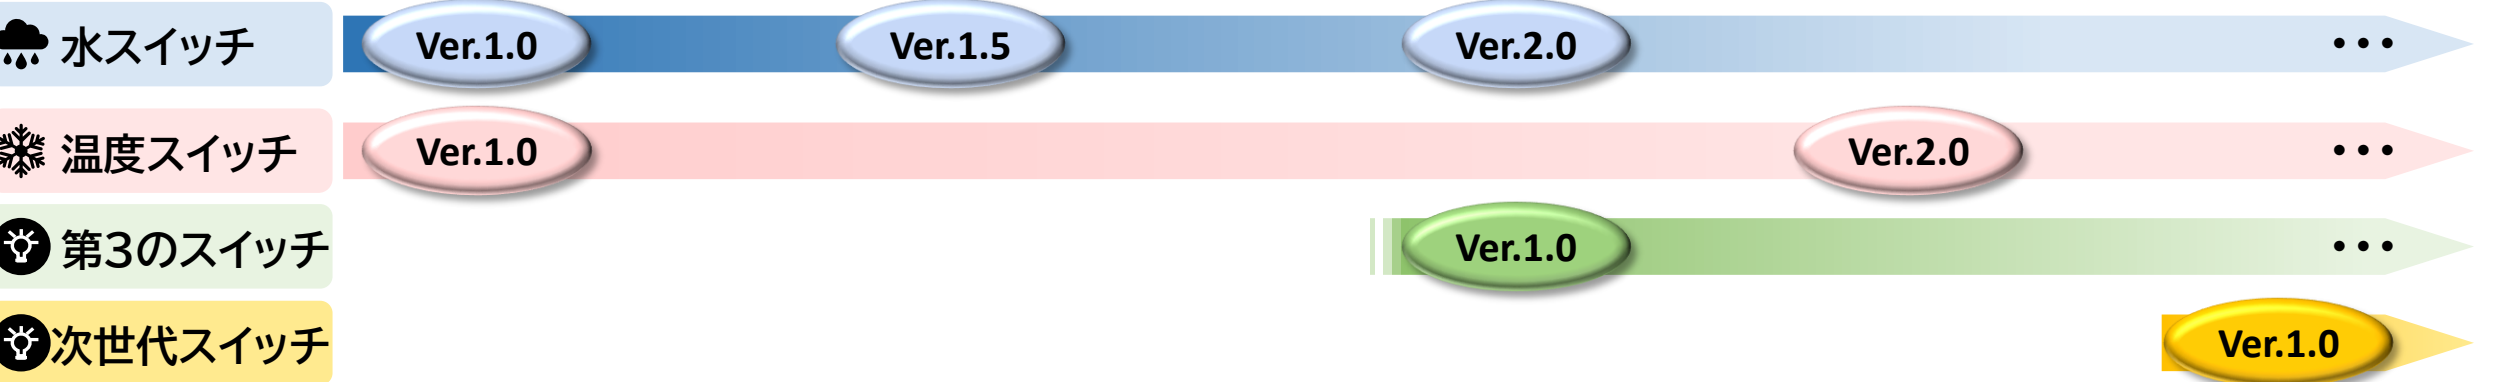 水スイッチ Ver.1.0 Ver.1.5 Ver.2.0 ・・・
温度スイッチ Ver.1.0 Ver.2.0 ・・・
第3のスイッチ Ver.1.0 ・・・
次世代スイッチ Ver.1.0